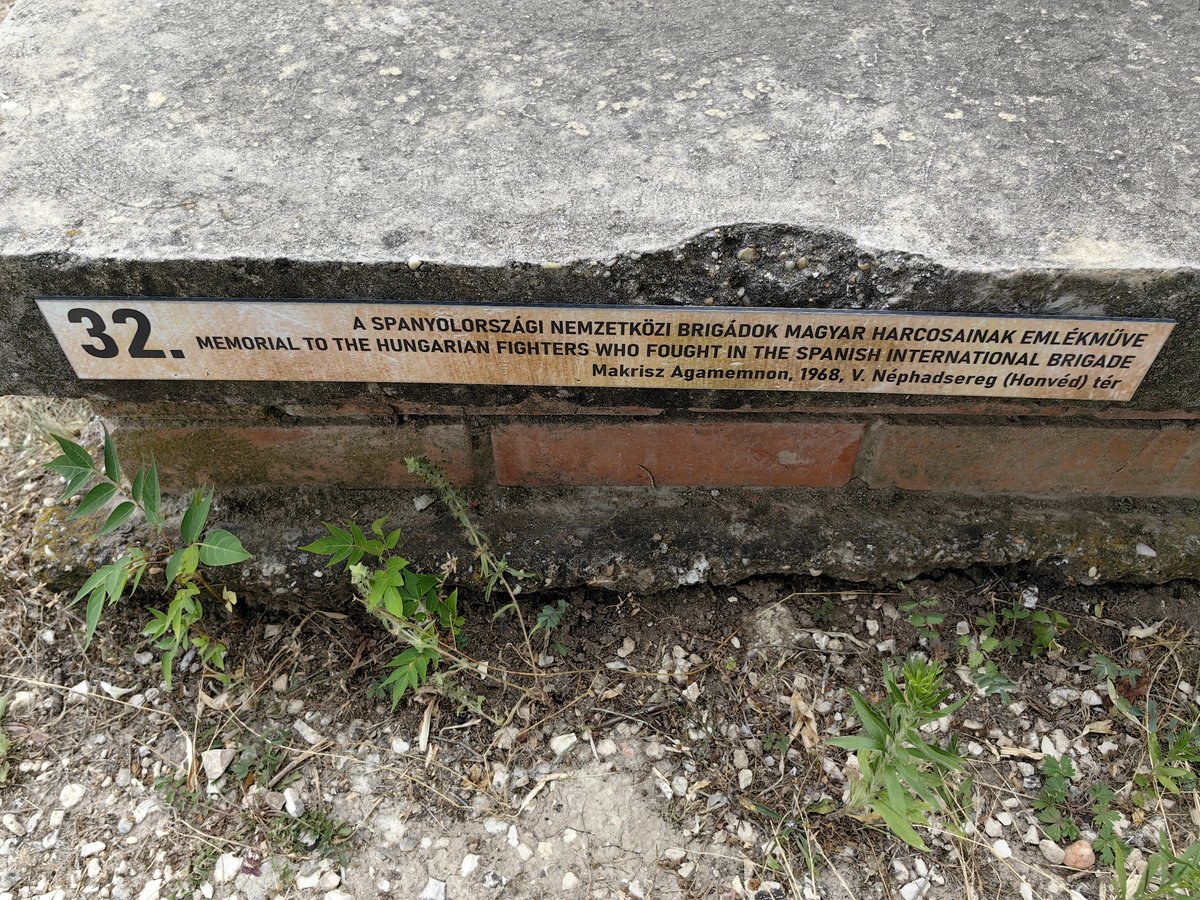 32.
A SPANYOLORSZÁGI NEMZETKÖZI BRIGÁDOK MAGYAR HARCOSAINAK EMLÉKMŰVE
MEMORIAL TO THE HUNGARIAN FIGHTERS WHO FOUGHT IN THE SPANISH INTERNATIONAL BRIGADE
Makrisz Agamemnon, 1968, V. Néphadsereg (Honvéd) tér